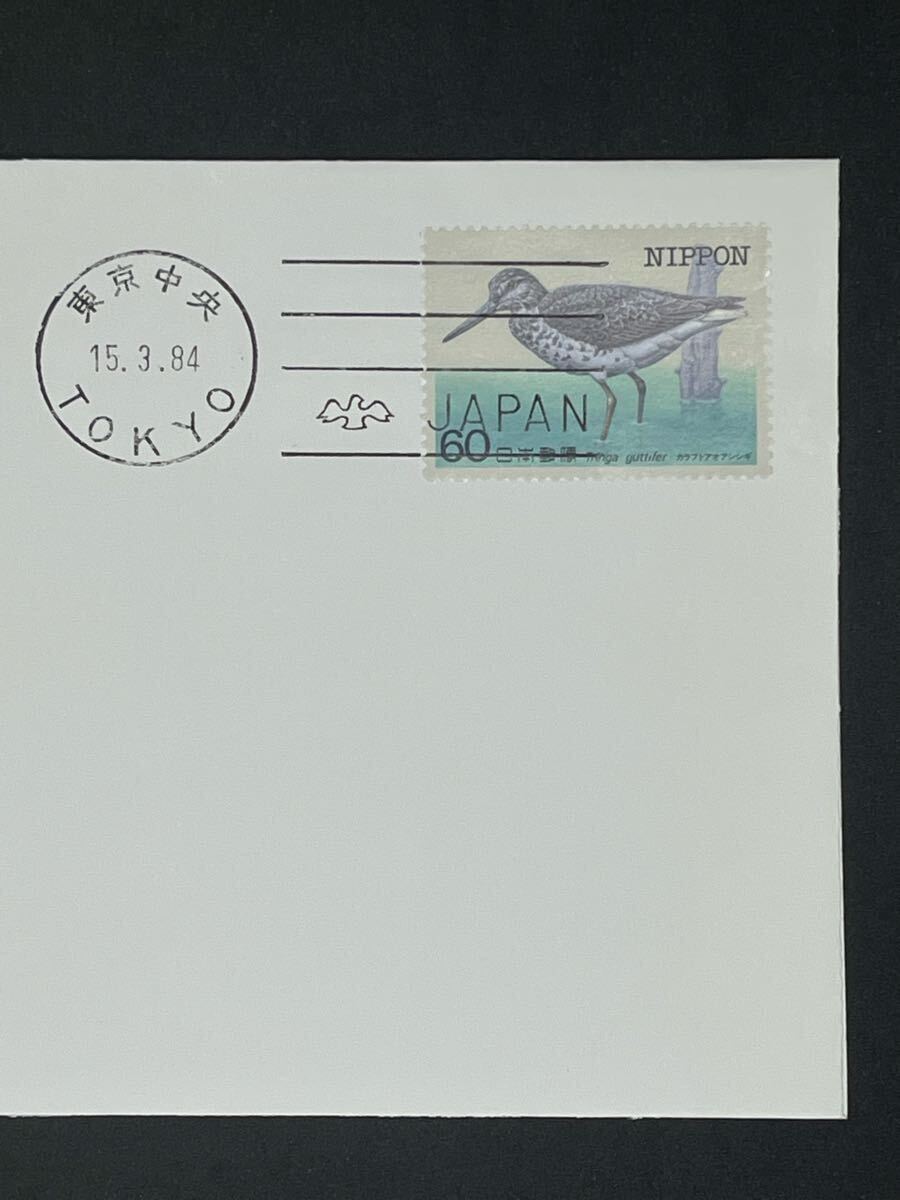 東京中央
15.3.84
TOKYO
NIPPON
JAPAN
60 日本郵便 Tringa guttifer カラフトアオアシシギ